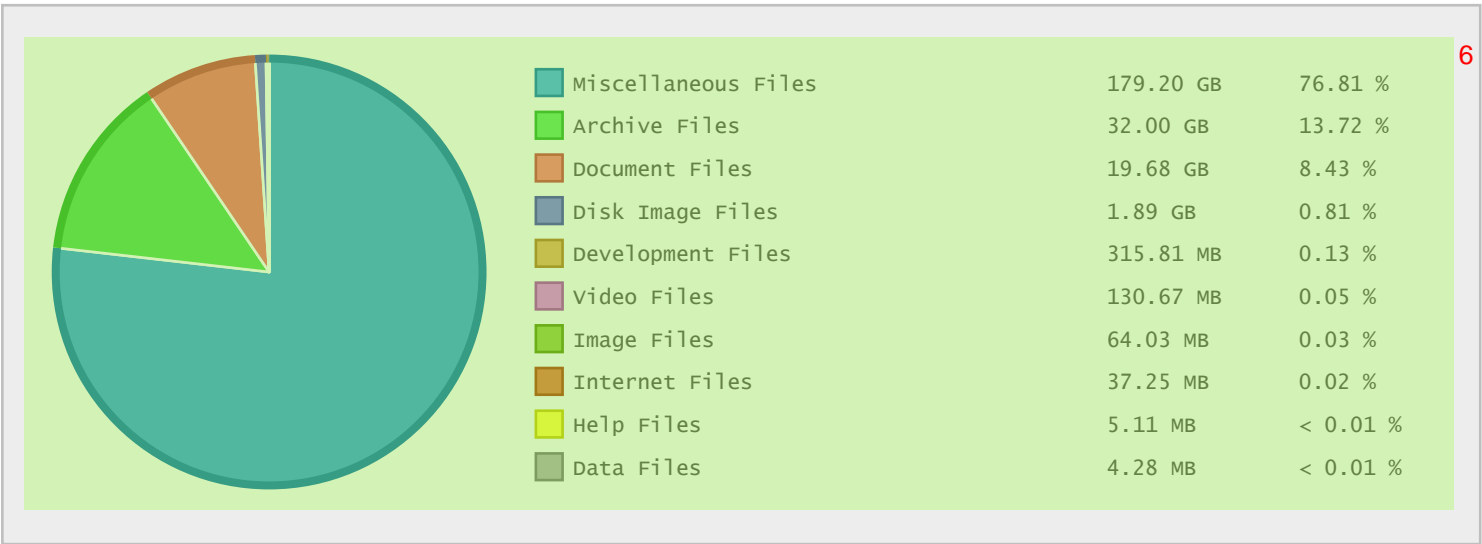 6
Miscellaneous Files 179.20 GB 76.81 %
Archive Files 32.00 GB 13.72 %
Document Files 19.68 GB 8.43 %
Disk Image Files 1.89 GB 0.81 %
Development Files 315.81 MB 0.13 %
Video Files 130.67 MB 0.05 %
Image Files 64.03 MB 0.03 %
Internet Files 37.25 MB 0.02 %
Help Files 5.11 MB < 0.01 %
Data Files 4.28 MB < 0.01 %